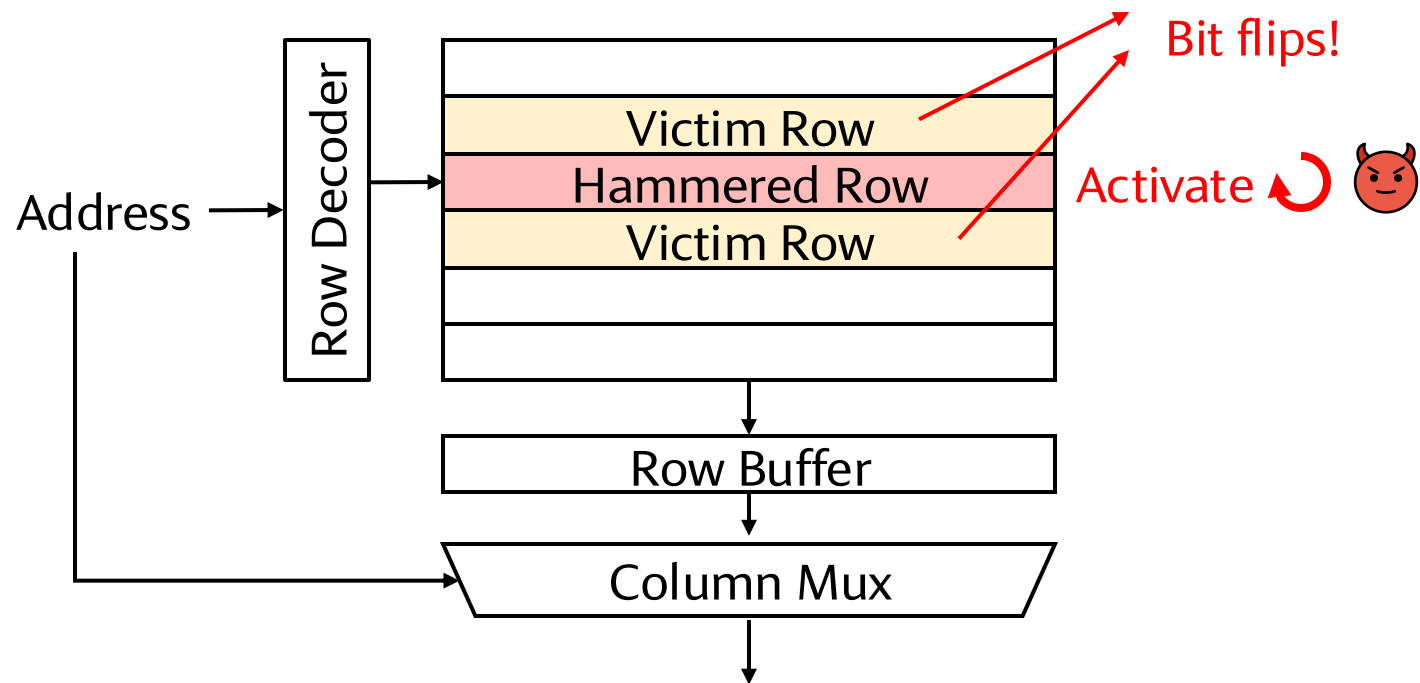 Bit flips!
Victim Row
Hammered Row
Activate
Victim Row
Address
Row Decoder
Row Buffer
Column Mux